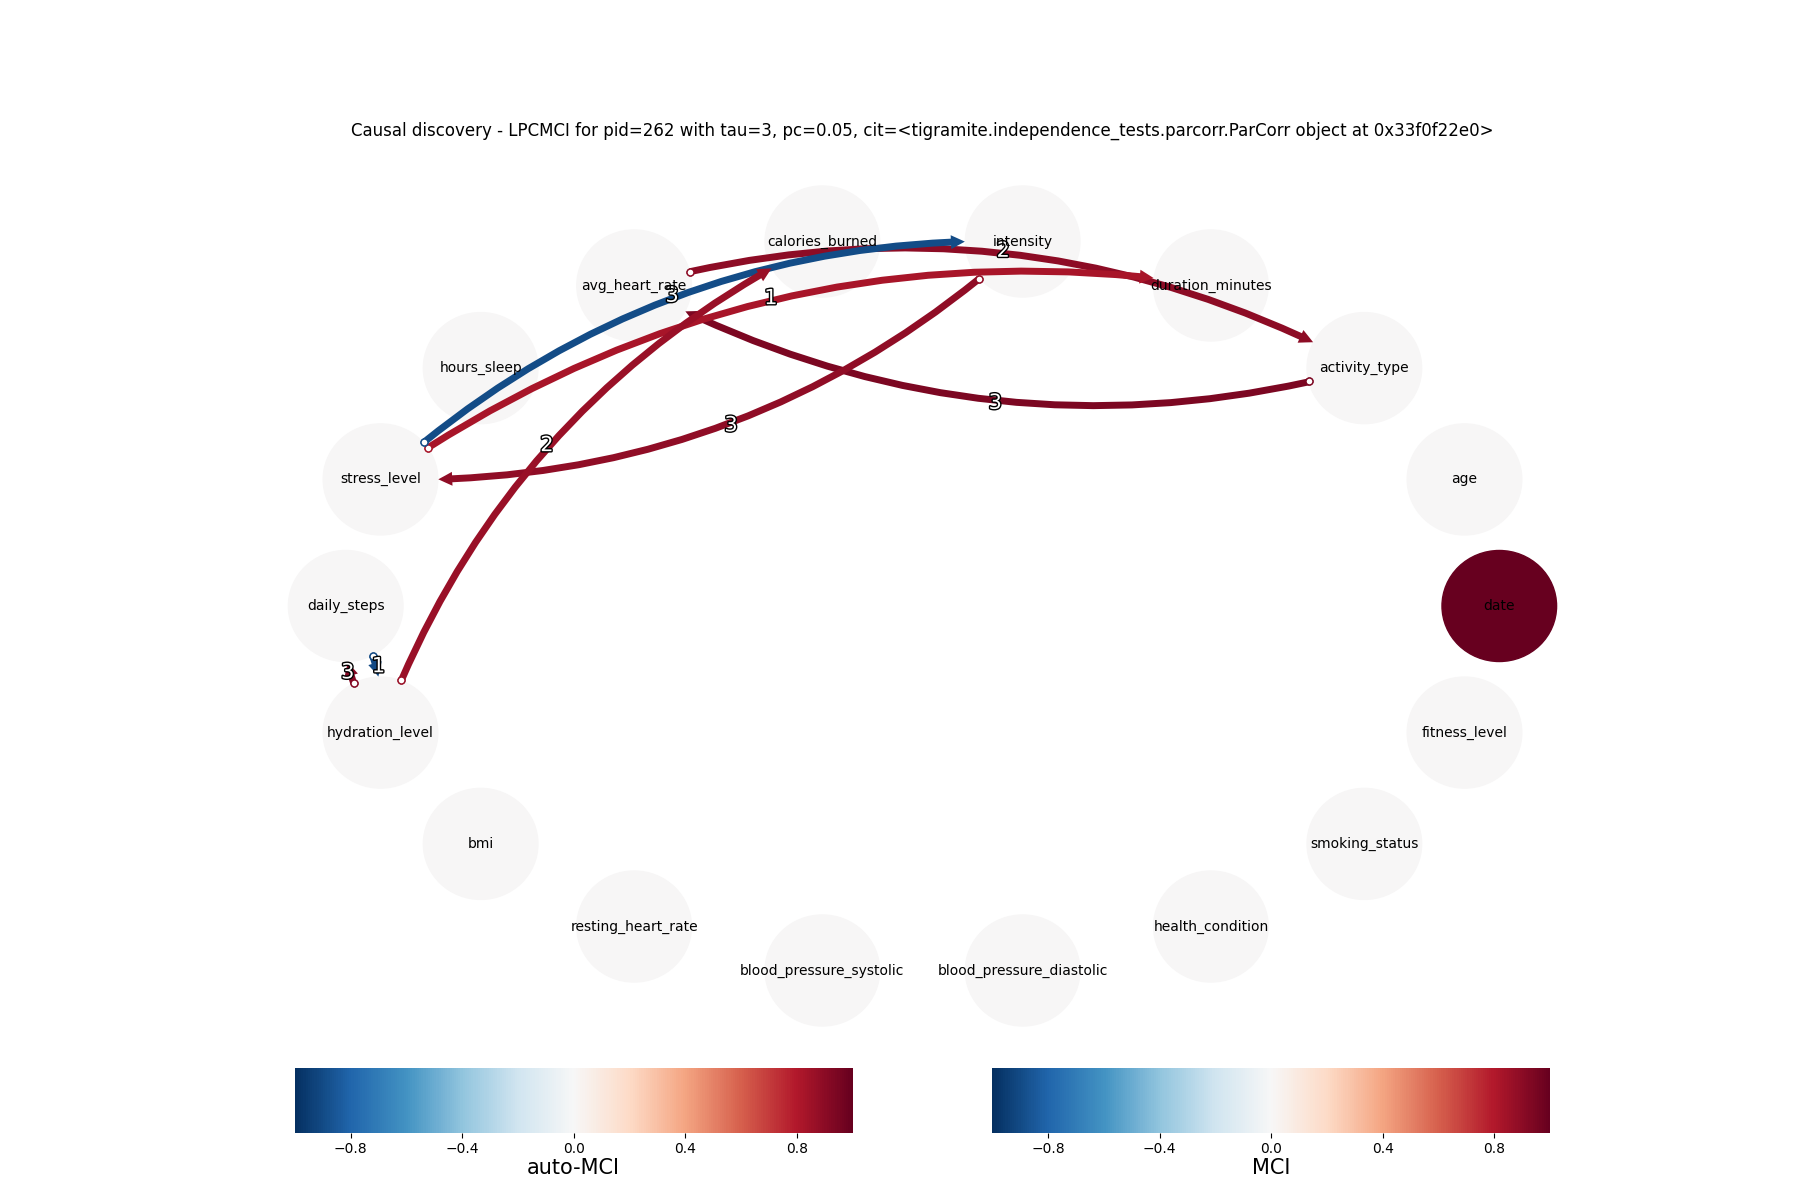 Causal discovery - LPCMCI for pid=262 with tau=3, pc=0.05, cit=<tigramite.independence_tests.parcorr.ParCorr object at 0x33f0f22e0>
calories_burned
intensity
2
avg_heart_rate
duration_minutes
3
1
hours_sleep
activity_type
3
3
2
stress_level
age
daily_steps
date
3
1
hydration_level
fitness_level
bmi
smoking_status
resting_heart_rate
health_condition
blood_pressure_systolic
blood_pressure_diastolic
−0.8 −0.4 0.0 0.4 0.8
auto-MCI
−0.8 −0.4 0.0 0.4 0.8
MCI